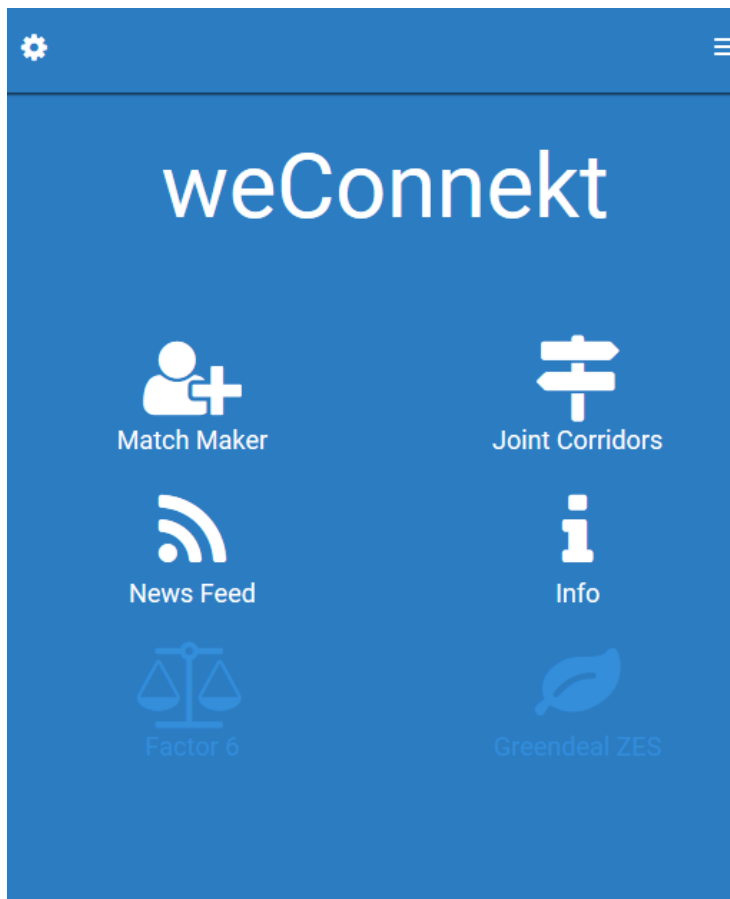 weConnekt
Match Maker
Joint Corridors
News Feed
Info
Factor 6
Greendeal ZES